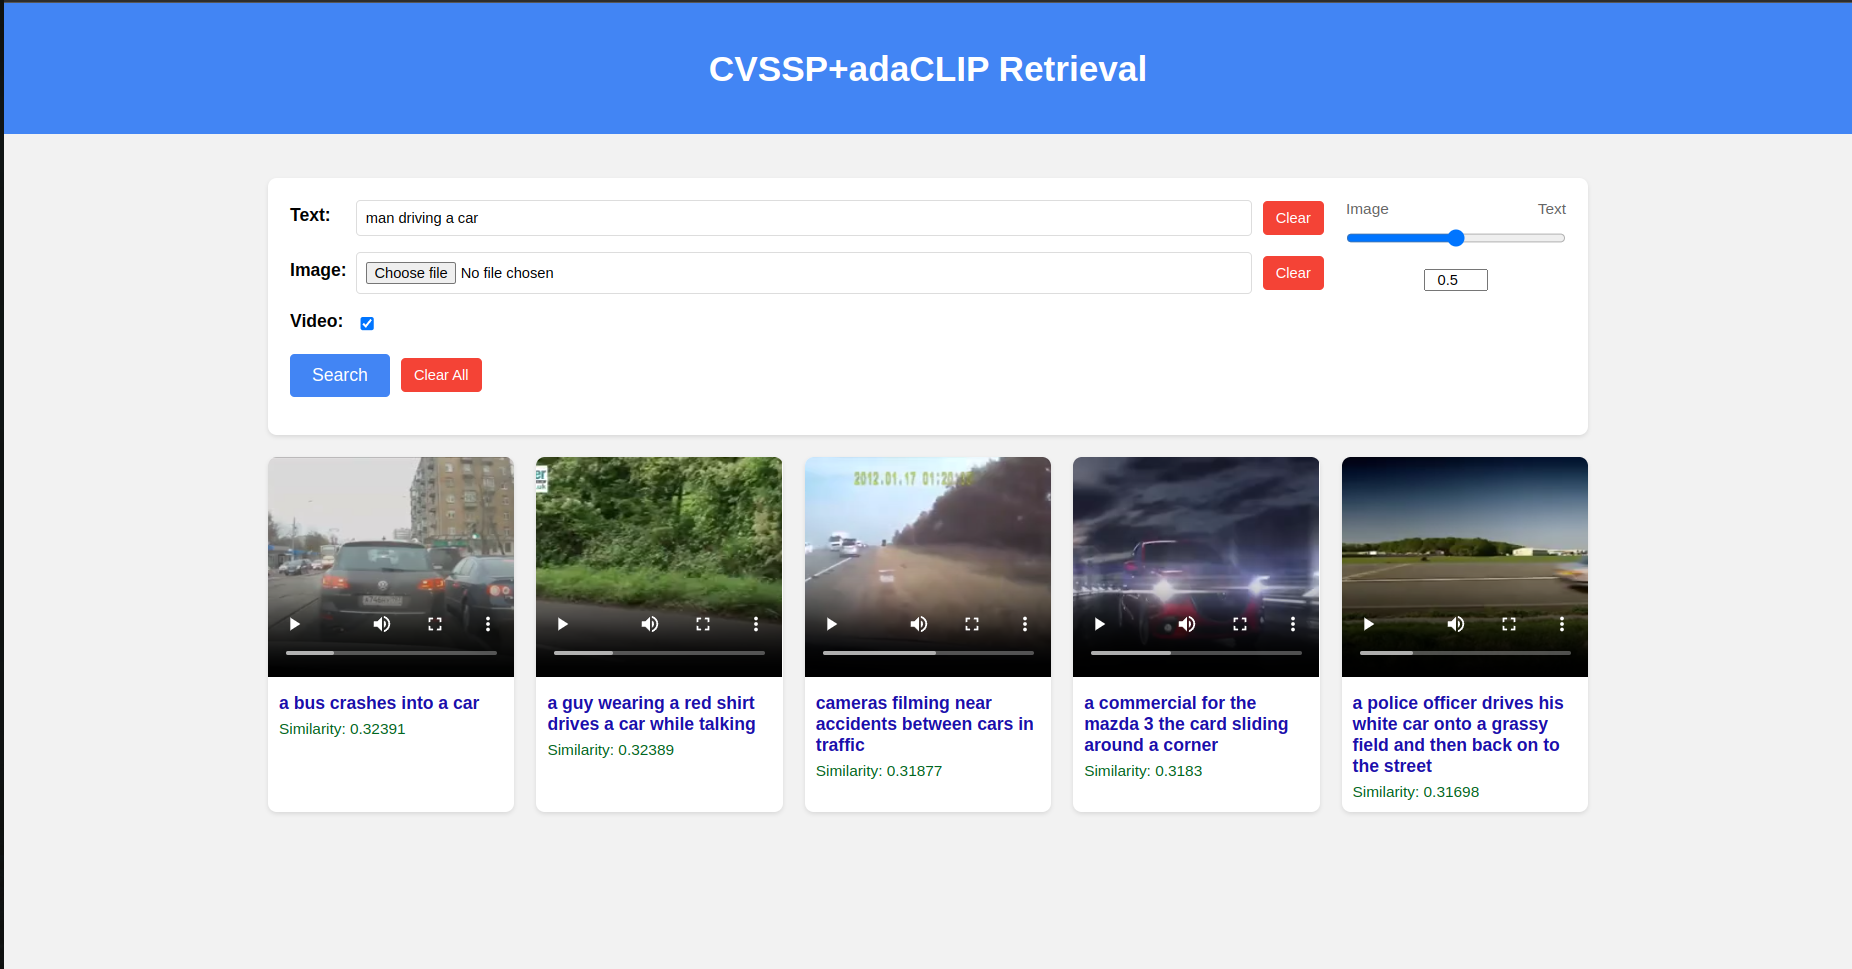 CVSSP+adaCLIP Retrieval
Text:
man driving a car
Clear
Image
Text
Image:
Choose file
No file chosen
Clear
0.5
Video:
Search
Clear All
er
.uk
2012.01.17 01:20
a bus crashes into a car
Similarity: 0.32391
a guy wearing a red shirt
drives a car while talking
Similarity: 0.32389
cameras filming near
accidents between cars in
traffic
Similarity: 0.31877
a commercial for the
mazda 3 the card sliding
around a corner
Similarity: 0.3183
a police officer drives his
white car onto a grassy
field and then back on to
the street
Similarity: 0.31698